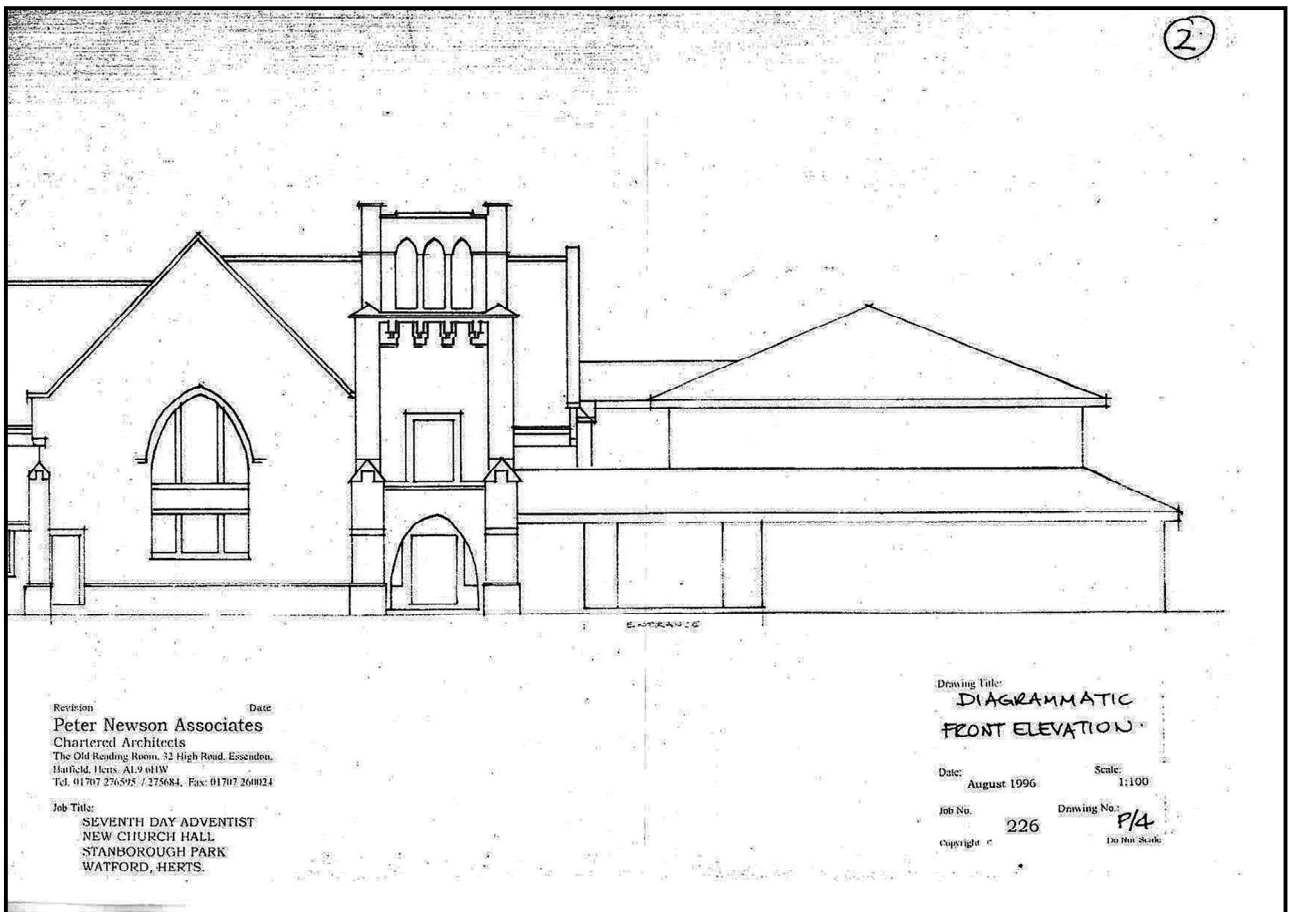 2
ENTRANCE
Revision Date
Peter Newson Associates
Chartered Architects
The Old Reading Room, 32 High Road, Essendon,
Hatfield, Herts. AL9 6HW
Tel. 01707 276595 / 275684, Fax: 01707 260024
Job Title:
SEVENTH DAY ADVENTIST
NEW CHURCH HALL
STANBOROUGH PARK
WATFORD, HERTS.
Drawing Title:
DIAGRAMMATIC
FRONT ELEVATION.
Date: Scale:
August 1996 1:100
Job No. Drawing No.:
226 P/4
Copyright © Do Not Scale